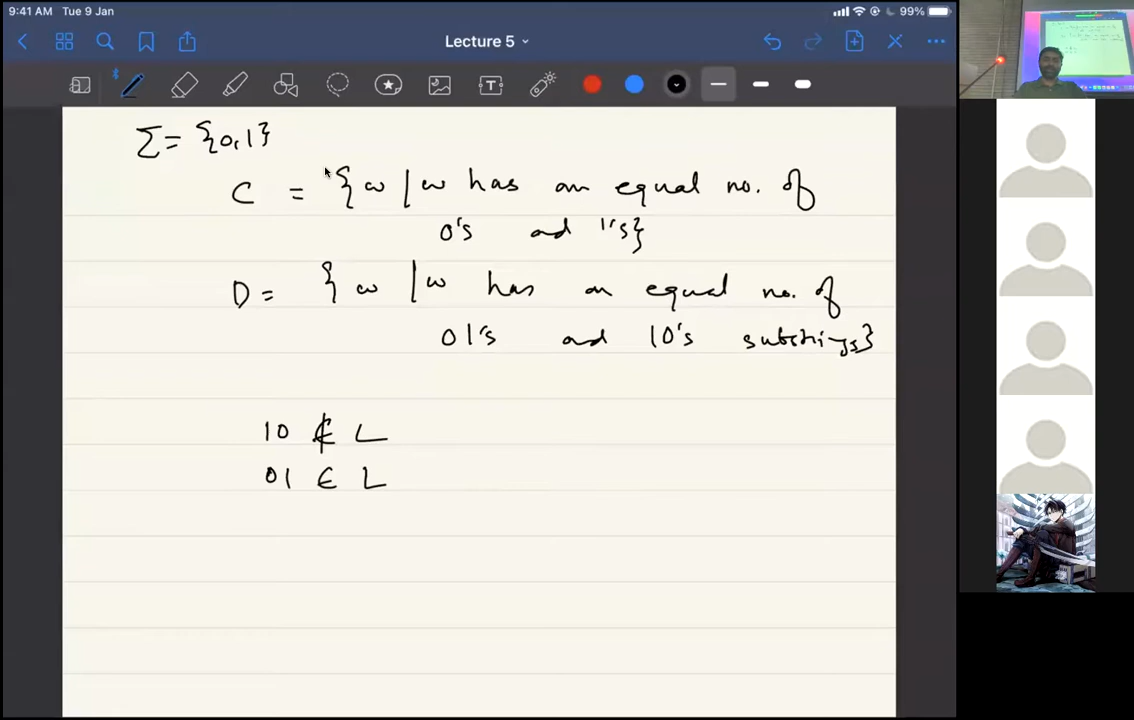 9:41 AM Tue 9 Jan
99%
Lecture 5
Σ = {0,1}
C = {w | w has an equal no. of
0's and 1's}
D = {w | w has an equal no. of
01's and 10's substrings}
10 ∉ L
01 ∈ L